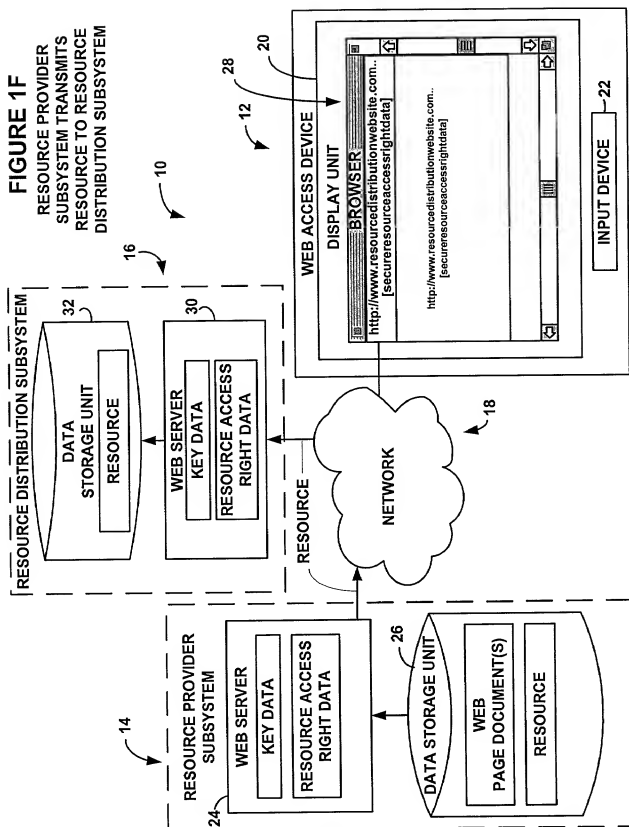 FIGURE 1F
RESOURCE PROVIDER
SUBSYSTEM TRANSMITS
RESOURCE TO RESOURCE
DISTRIBUTION SUBSYSTEM
10
12
14
RESOURCE PROVIDER
SUBSYSTEM
24
WEB SERVER
KEY DATA
RESOURCE ACCESS
RIGHT DATA
26
DATA STORAGE UNIT
WEB
PAGE DOCUMENT(S)
RESOURCE
RESOURCE
NETWORK
18
RESOURCE DISTRIBUTION SUBSYSTEM
16
32
DATA
STORAGE UNIT
RESOURCE
30
WEB SERVER
KEY DATA
RESOURCE ACCESS
RIGHT DATA
WEB ACCESS DEVICE
20
DISPLAY UNIT
28
BROWSER
http://www.resourcedistributionwebsite.com..
[secureresourceaccessrightdata]
http://www.resourcedistributionwebsite.com..
[secureresourceaccessrightdata]
22
INPUT DEVICE